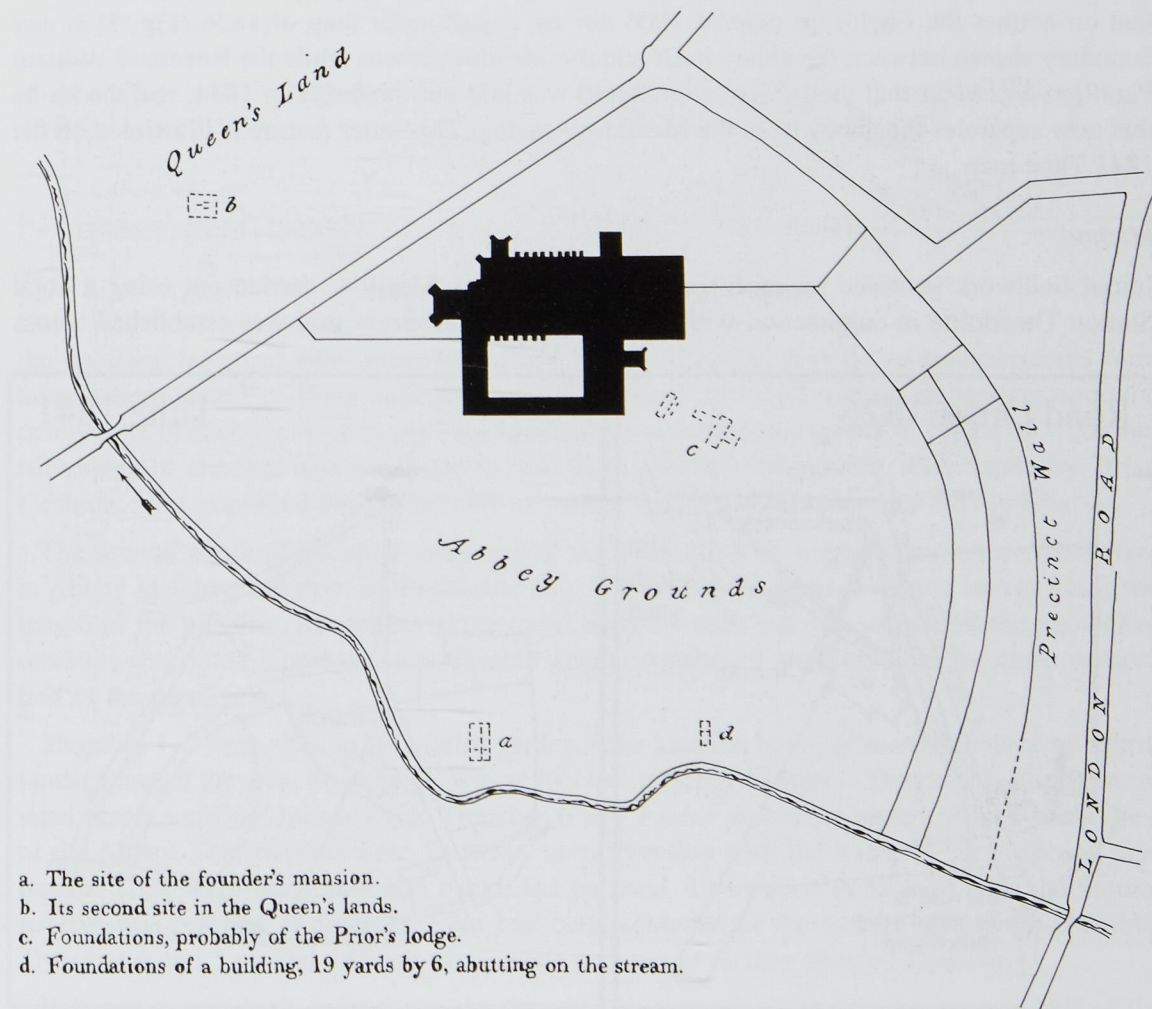 Queen's Land
b
c
Abbey Grounds
Precinct Wall
LONDON ROAD
a
d
a. The site of the founder's mansion.
b. Its second site in the Queen's lands.
c. Foundations, probably of the Prior's lodge.
d. Foundations of a building, 19 yards by 6, abutting on the stream.